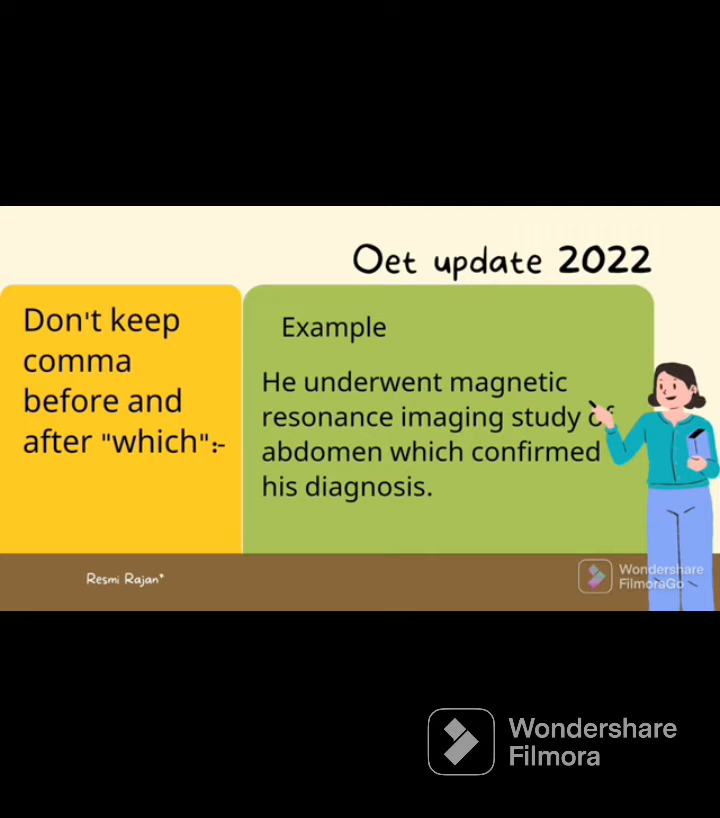 Oet update 2022
Don't keep
comma
before and
after "which":-
Example
He underwent magnetic
resonance imaging study of
abdomen which confirmed
his diagnosis.
Resmi Rajan*
Wondershare
FilmoraGo
Wondershare
Filmora